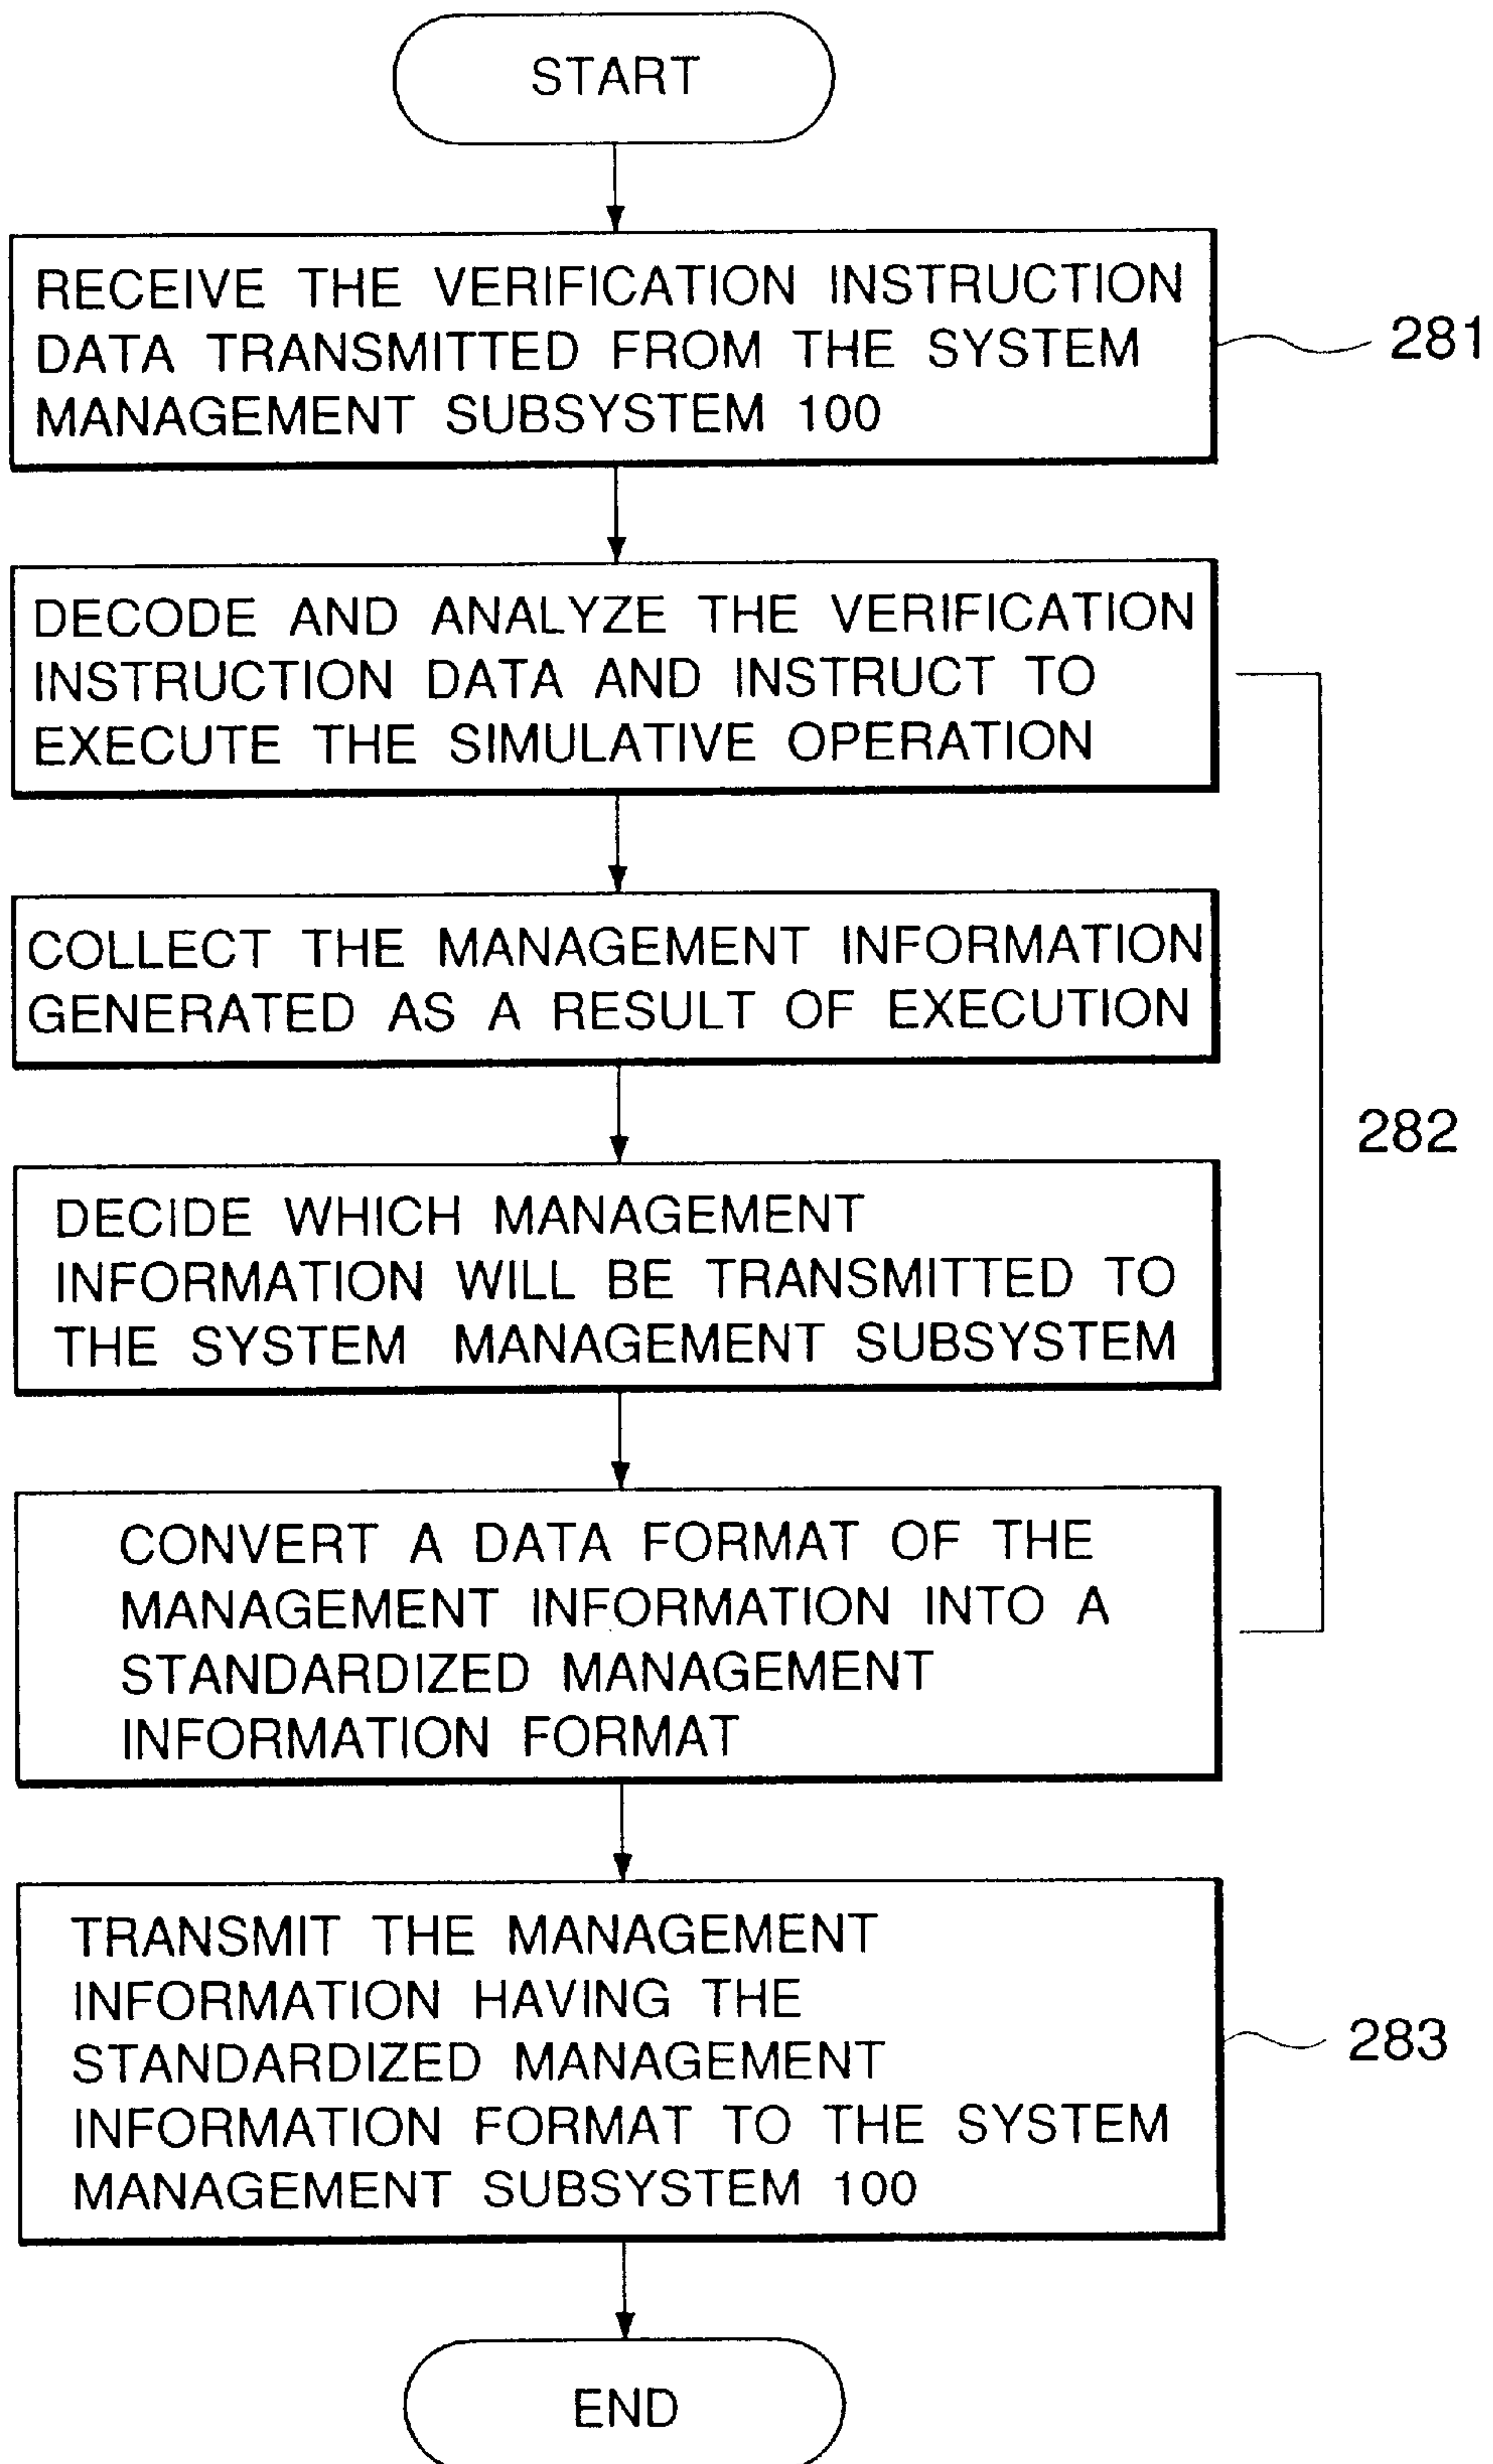 START
RECEIVE THE VERIFICATION INSTRUCTION
DATA TRANSMITTED FROM THE SYSTEM
MANAGEMENT SUBSYSTEM 100
281
DECODE AND ANALYZE THE VERIFICATION
INSTRUCTION DATA AND INSTRUCT TO
EXECUTE THE SIMULATIVE OPERATION
COLLECT THE MANAGEMENT INFORMATION
GENERATED AS A RESULT OF EXECUTION
282
DECIDE WHICH MANAGEMENT
INFORMATION WILL BE TRANSMITTED TO
THE SYSTEM MANAGEMENT SUBSYSTEM
CONVERT A DATA FORMAT OF THE
MANAGEMENT INFORMATION INTO A
STANDARDIZED MANAGEMENT
INFORMATION FORMAT
TRANSMIT THE MANAGEMENT
INFORMATION HAVING THE
STANDARDIZED MANAGEMENT
INFORMATION FORMAT TO THE SYSTEM
MANAGEMENT SUBSYSTEM 100
283
END